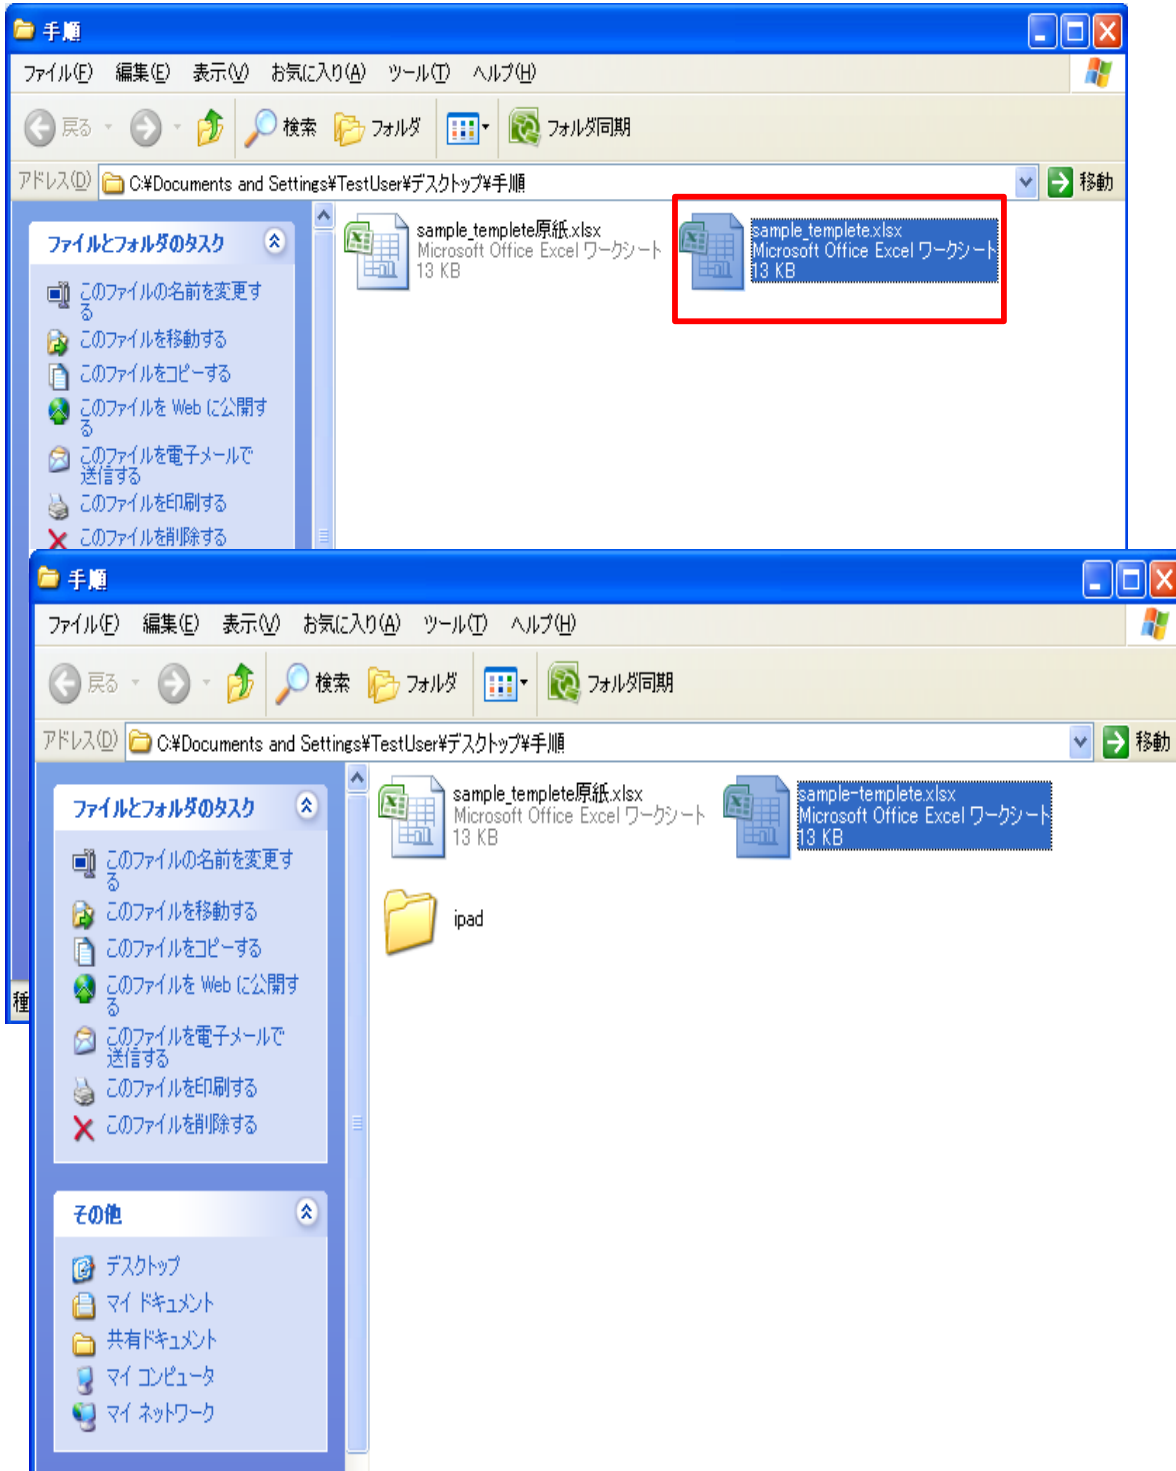 手順
ファイル(F) 編集(E) 表示(V) お気に入り(A) ツール(T) ヘルプ(H)
戻る 検索 フォルダ フォルダ同期
アドレス(D) C:¥Documents and Settings¥TestUser¥デスクトップ¥手順 移動
ファイルとフォルダのタスク
このファイルの名前を変更す
る
このファイルを移動する
このファイルをコピーする
このファイルを Web に公開す
る
このファイルを電子メールで
送信する
このファイルを印刷する
このファイルを削除する
sample_templete原紙.xlsx
Microsoft Office Excel ワークシート
13 KB
sample_templete.xlsx
Microsoft Office Excel ワークシート
13 KB
種
手順
ファイル(F) 編集(E) 表示(V) お気に入り(A) ツール(T) ヘルプ(H)
戻る 検索 フォルダ フォルダ同期
アドレス(D) C:¥Documents and Settings¥TestUser¥デスクトップ¥手順 移動
ファイルとフォルダのタスク
このファイルの名前を変更す
る
このファイルを移動する
このファイルをコピーする
このファイルを Web に公開す
る
このファイルを電子メールで
送信する
このファイルを印刷する
このファイルを削除する
その他
デスクトップ
マイ ドキュメント
共有ドキュメント
マイ コンピュータ
マイ ネットワーク
sample_templete原紙.xlsx
Microsoft Office Excel ワークシート
13 KB
sample-templete.xlsx
Microsoft Office Excel ワークシート
13 KB
ipad